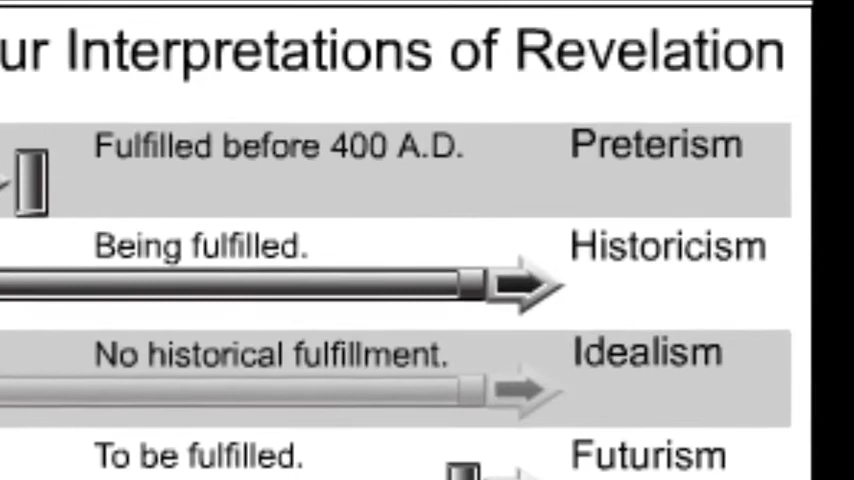 ur Interpretations of Revelation
Fulfilled before 400 A.D. Preterism
Being fulfilled. Historicism
No historical fulfillment. Idealism
To be fulfilled. Futurism